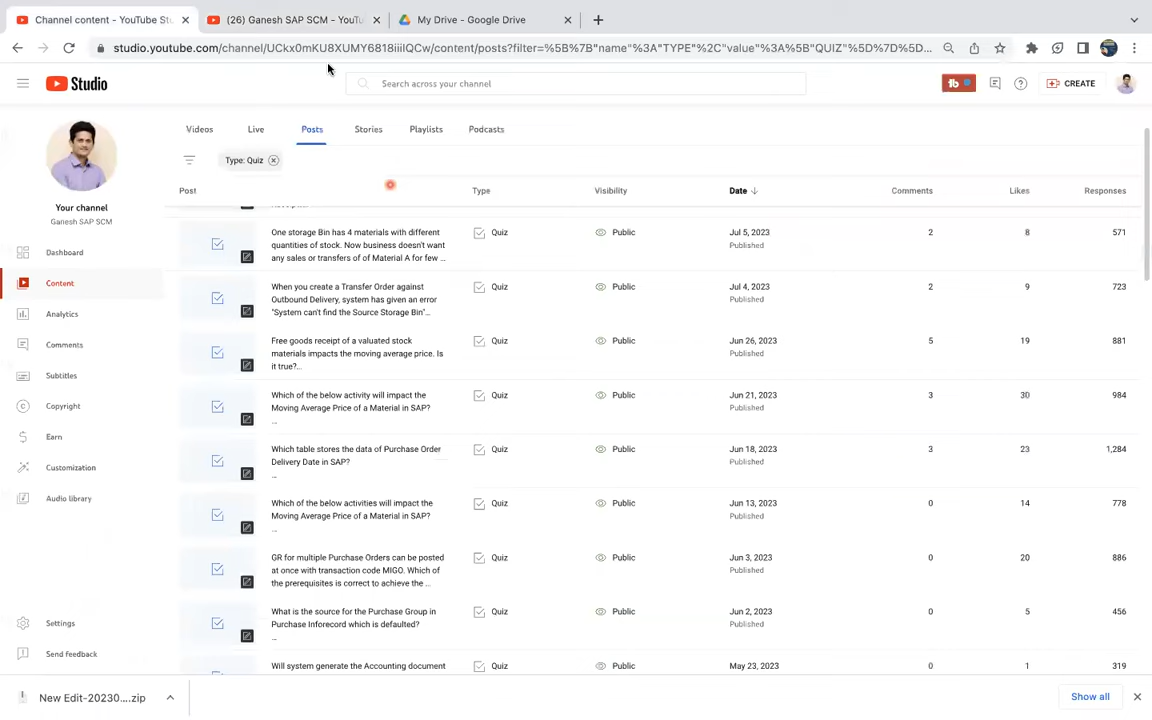 Channel content - YouTube Stu
(26) Ganesh SAP SCM - YouTu
My Drive - Google Drive
studio.youtube.com/channel/UCkx0mKU8XUMY6818iiiIQCw/content/posts?filter=%5B%7B"name"%3A"TYPE"%2C"value"%3A%5B"QUIZ"%5D%7D%5D...
Studio
Search across your channel
CREATE
Videos
Live
Posts
Stories
Playlists
Podcasts
Type: Quiz
Post
Type
Visibility
Date
Comments
Likes
Responses
Your channel
Ganesh SAP SCM
Dashboard
Content
Analytics
Comments
Subtitles
Copyright
Earn
Customization
Audio library
Settings
Send feedback
One storage Bin has 4 materials with different
quantities of stock. Now business doesn't want
any sales or transfers of of Material A for few ...
Quiz
Public
Jul 5, 2023
Published
2
8
571
When you create a Transfer Order against
Outbound Delivery, system has given an error
"System can't find the Source Storage Bin"...
Quiz
Public
Jul 4, 2023
Published
2
9
723
Free goods receipt of a valuated stock
materials impacts the moving average price. Is
it true?...
Quiz
Public
Jun 26, 2023
Published
5
19
881
Which of the below activity will impact the
Moving Average Price of a Material in SAP?
...
Quiz
Public
Jun 21, 2023
Published
3
30
984
Which table stores the data of Purchase Order
Delivery Date in SAP?
...
Quiz
Public
Jun 18, 2023
Published
3
23
1,284
Which of the below activities will impact the
Moving Average Price of a Material in SAP?
...
Quiz
Public
Jun 13, 2023
Published
0
14
778
GR for multiple Purchase Orders can be posted
at once with transaction code MIGO. Which of
the prerequisites is correct to achieve the ...
Quiz
Public
Jun 3, 2023
Published
0
20
886
What is the source for the Purchase Group in
Purchase Inforecord which is defaulted?
...
Quiz
Public
Jun 2, 2023
Published
0
5
456
Will system generate the Accounting document
Quiz
Public
May 23, 2023
0
1
319
New Edit-20230....zip
Show all